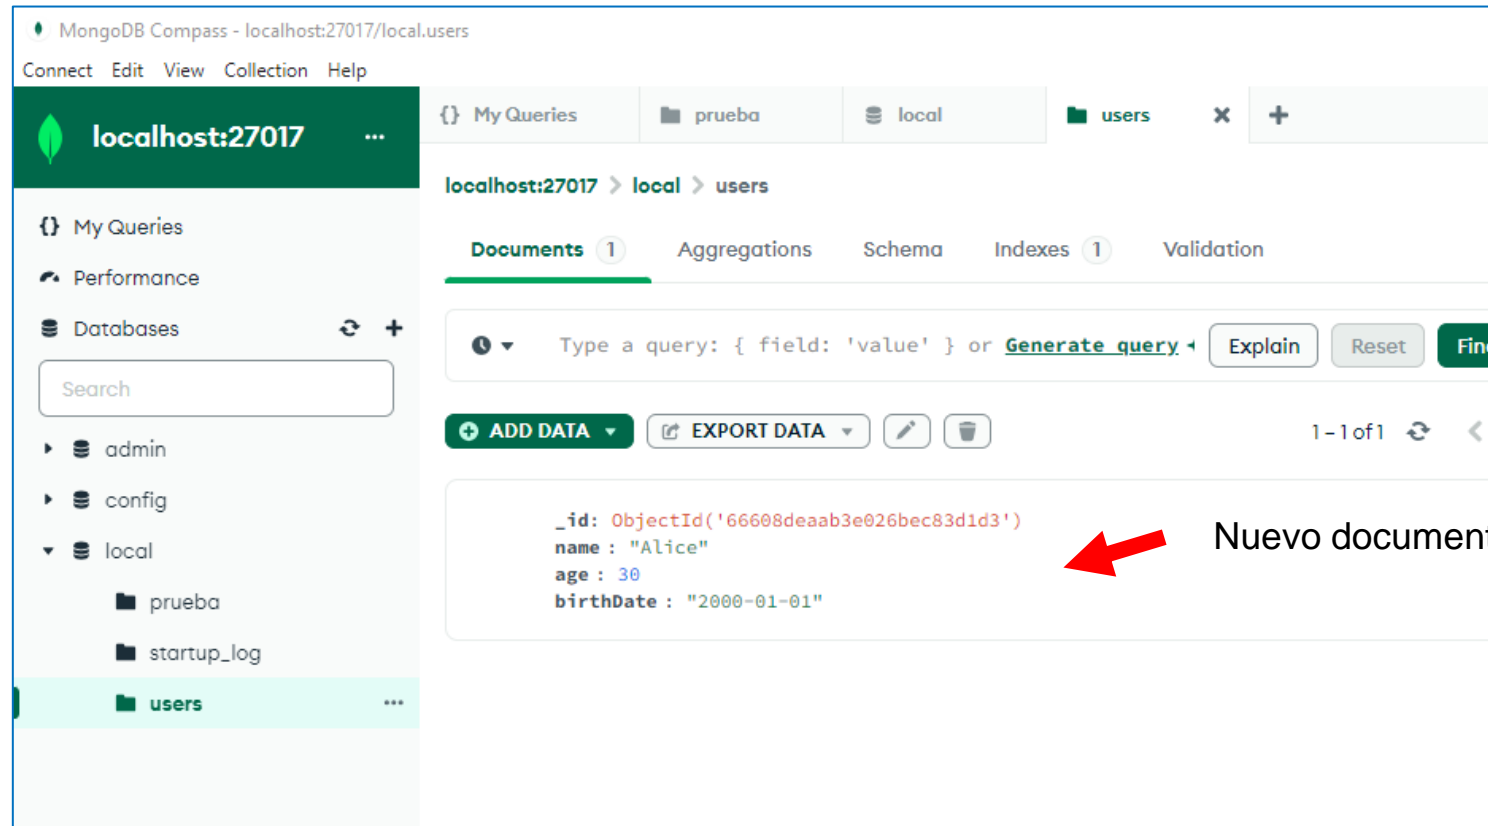 MongoDB Compass - localhost:27017/local.users
Connect Edit View Collection Help
localhost:27017
{} My Queries
prueba
local
users
localhost:27017 > local > users
{} My Queries
Performance
Databases
Search
admin
config
local
prueba
startup_log
users
Documents 1
Aggregations
Schema
Indexes 1
Validation
Type a query: { field: 'value' } or Generate query
Explain
Reset
ADD DATA
EXPORT DATA
1 – 1 of 1
_id: ObjectId('66608deaab3e026bec83d1d3')
name : "Alice"
age : 30
birthDate : "2000-01-01"
Nuevo